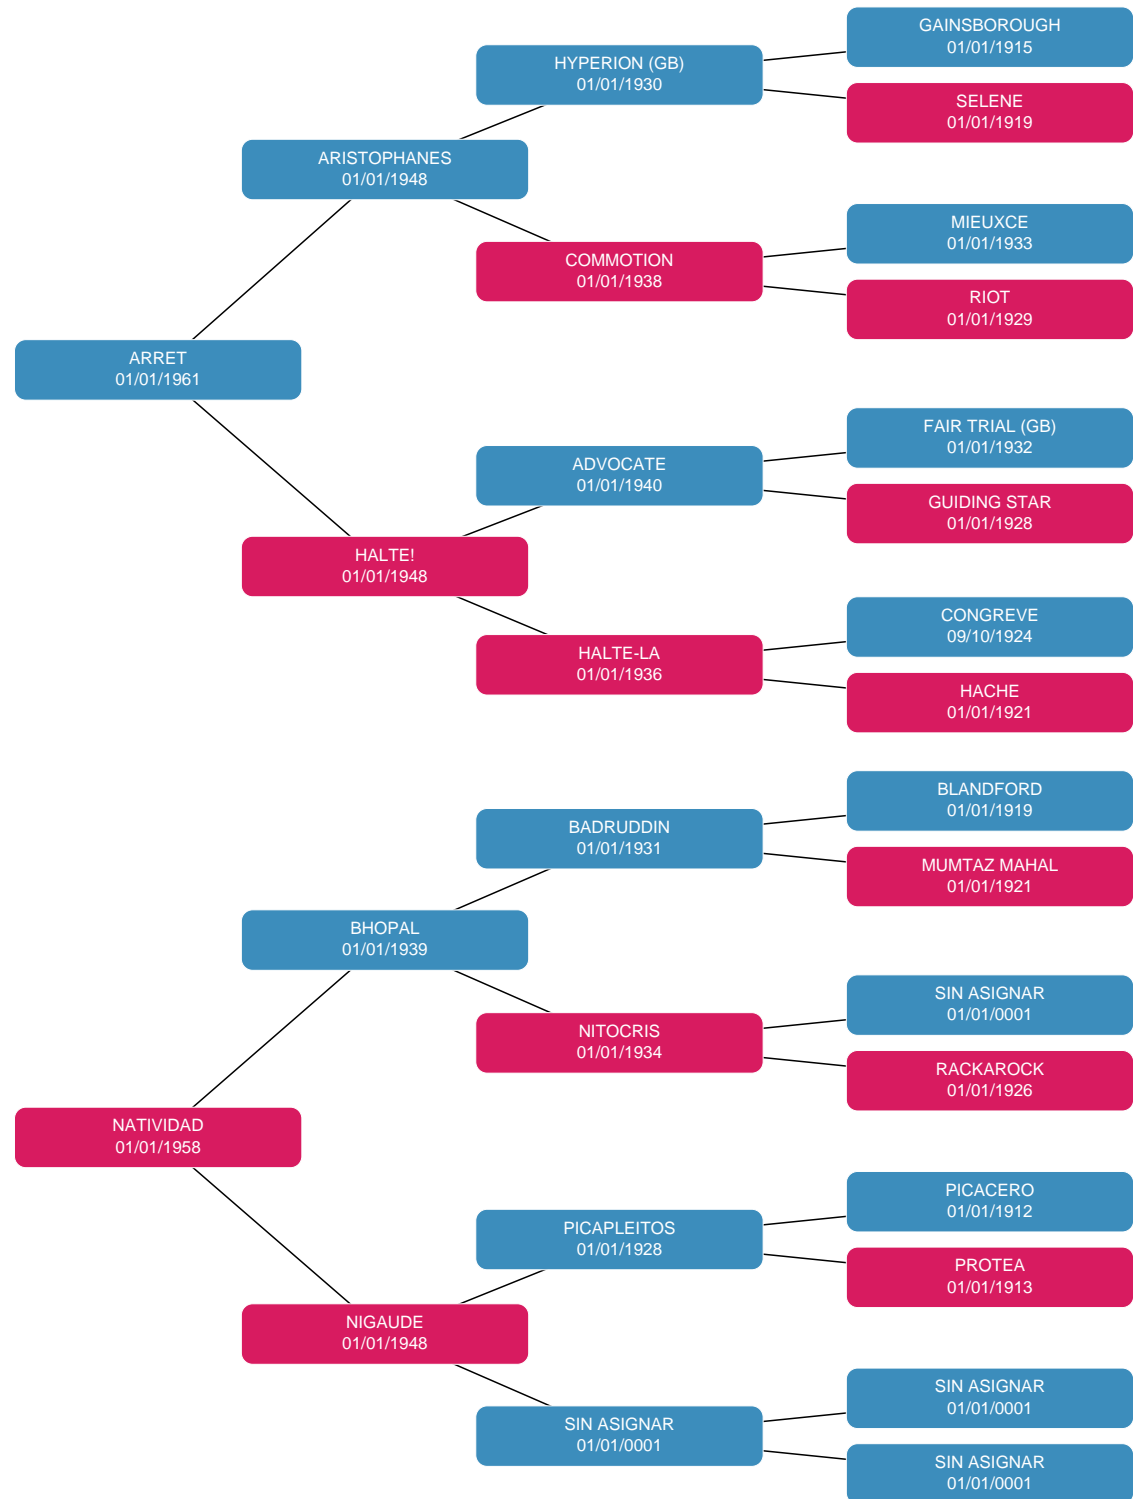 GAINSBOROUGH
01/01/1915
HYPERION (GB)
01/01/1930
SELENE
01/01/1919
ARISTOPHANES
01/01/1948
MIEUXCE
01/01/1933
COMMOTION
01/01/1938
RIOT
01/01/1929
ARRET
01/01/1961
FAIR TRIAL (GB)
01/01/1932
ADVOCATE
01/01/1940
GUIDING STAR
01/01/1928
HALTE!
01/01/1948
CONGREVE
09/10/1924
HALTE-LA
01/01/1936
HACHE
01/01/1921
BLANDFORD
01/01/1919
BADRUDDIN
01/01/1931
MUMTAZ MAHAL
01/01/1921
BHOPAL
01/01/1939
SIN ASIGNAR
01/01/0001
NITOCRIS
01/01/1934
RACKAROCK
01/01/1926
NATIVIDAD
01/01/1958
PICACERO
01/01/1912
PICAPLEITOS
01/01/1928
PROTEA
01/01/1913
NIGAUDE
01/01/1948
SIN ASIGNAR
01/01/0001
SIN ASIGNAR
01/01/0001
SIN ASIGNAR
01/01/0001